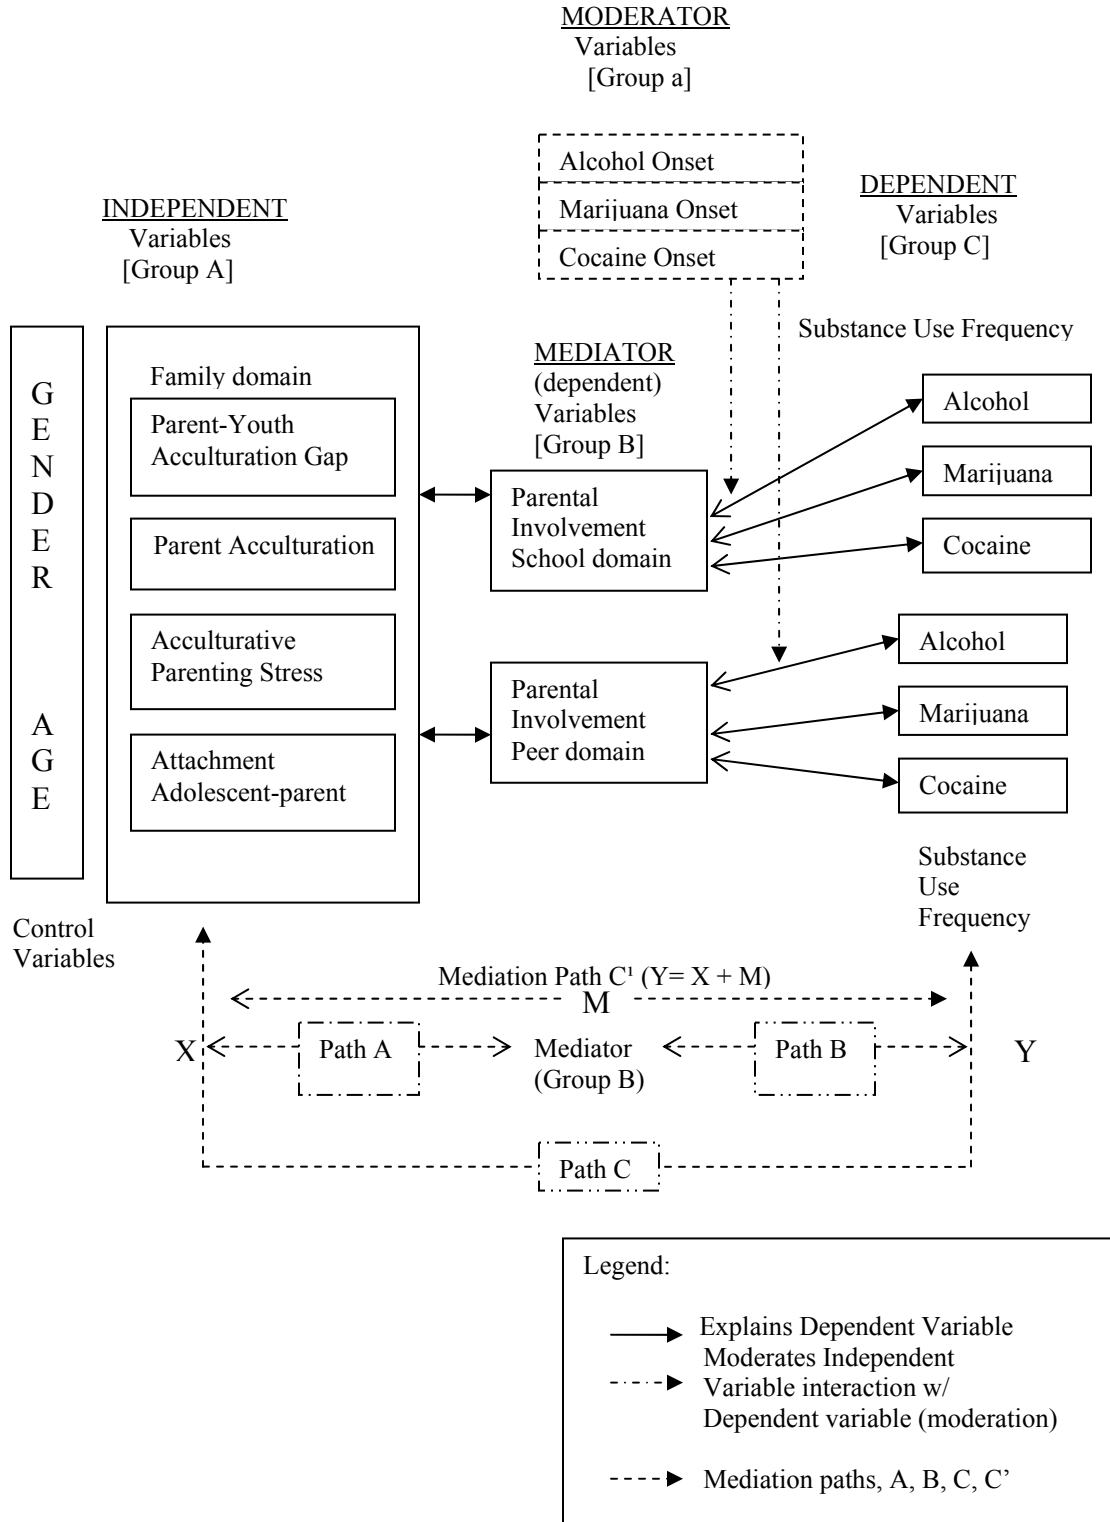 MODERATOR
Variables
[Group a]
Alcohol Onset
Marijuana Onset
Cocaine Onset
DEPENDENT
Variables
[Group C]
INDEPENDENT
Variables
[Group A]
Substance Use Frequency
MEDIATOR
(dependent)
Variables
[Group B]
G
E
N
D
E
R
A
G
E
Family domain
Parent-Youth
Acculturation Gap
Parent Acculturation
Acculturative
Parenting Stress
Attachment
Adolescent-parent
Parental
Involvement
School domain
Parental
Involvement
Peer domain
Alcohol
Marijuana
Cocaine
Alcohol
Marijuana
Cocaine
Substance
Use
Frequency
Control
Variables
Mediation Path C¹ (Y= X + M)
M
X
Path A
Mediator
(Group B)
Path B
Y
Path C
Legend:
Explains Dependent Variable
Moderates Independent
Variable interaction w/
Dependent variable (moderation)
Mediation paths, A, B, C, C’